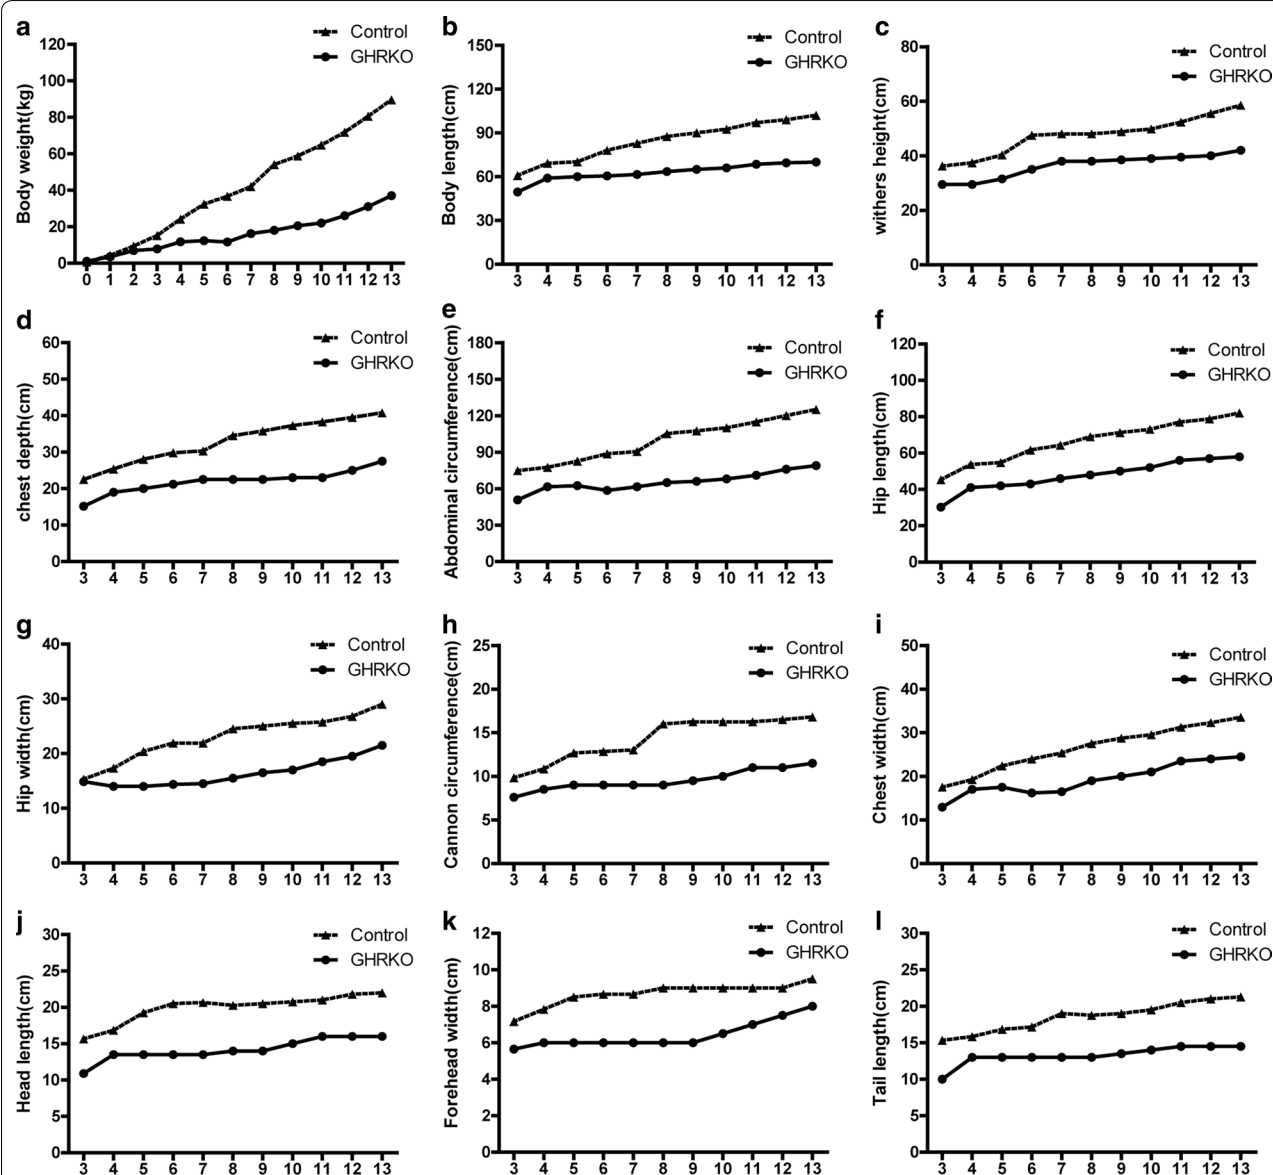 a
Control
GHRKO
Body weight(kg)
120
100
80
60
40
20
0
0 1 2 3 4 5 6 7 8 9 10 11 12 13
b
Control
GHRKO
Body length(cm)
150
120
90
60
30
0
3 4 5 6 7 8 9 10 11 12 13
c
Control
GHRKO
withers height(cm)
80
60
40
20
0
3 4 5 6 7 8 9 10 11 12 13
d
Control
GHRKO
chest depth(cm)
60
50
40
30
20
10
0
3 4 5 6 7 8 9 10 11 12 13
e
Control
GHRKO
Abdominal circumference(cm)
180
150
120
90
60
30
0
3 4 5 6 7 8 9 10 11 12 13
f
Control
GHRKO
Hip length(cm)
120
100
80
60
40
20
0
3 4 5 6 7 8 9 10 11 12 13
g
Control
GHRKO
Hip width(cm)
40
30
20
10
0
3 4 5 6 7 8 9 10 11 12 13
h
Control
GHRKO
Cannon circumference(cm)
25
20
15
10
5
0
3 4 5 6 7 8 9 10 11 12 13
i
Control
GHRKO
Chest width(cm)
50
40
30
20
10
0
3 4 5 6 7 8 9 10 11 12 13
j
Control
GHRKO
Head length(cm)
30
25
20
15
10
5
0
3 4 5 6 7 8 9 10 11 12 13
k
Control
GHRKO
Forehead width(cm)
12
10
8
6
4
2
0
3 4 5 6 7 8 9 10 11 12 13
l
Control
GHRKO
Tail length(cm)
30
25
20
15
10
5
0
3 4 5 6 7 8 9 10 11 12 13